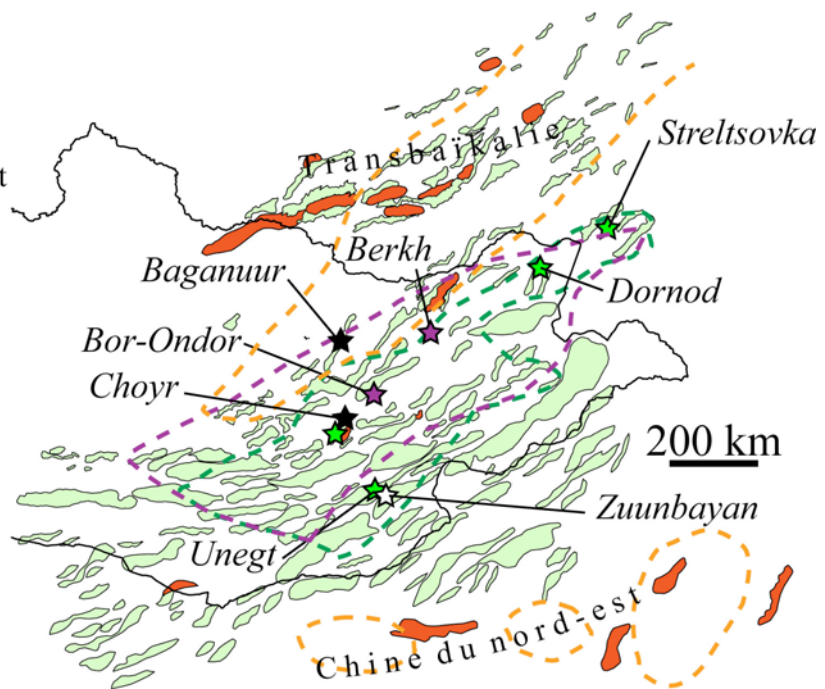 Streltsovka
Transbaïkalie
t
Berkh
Baganuur
Dornod
Bor-Ondor
Choyr
200 km
Zuunbayan
Unegt
Chine du nord-est